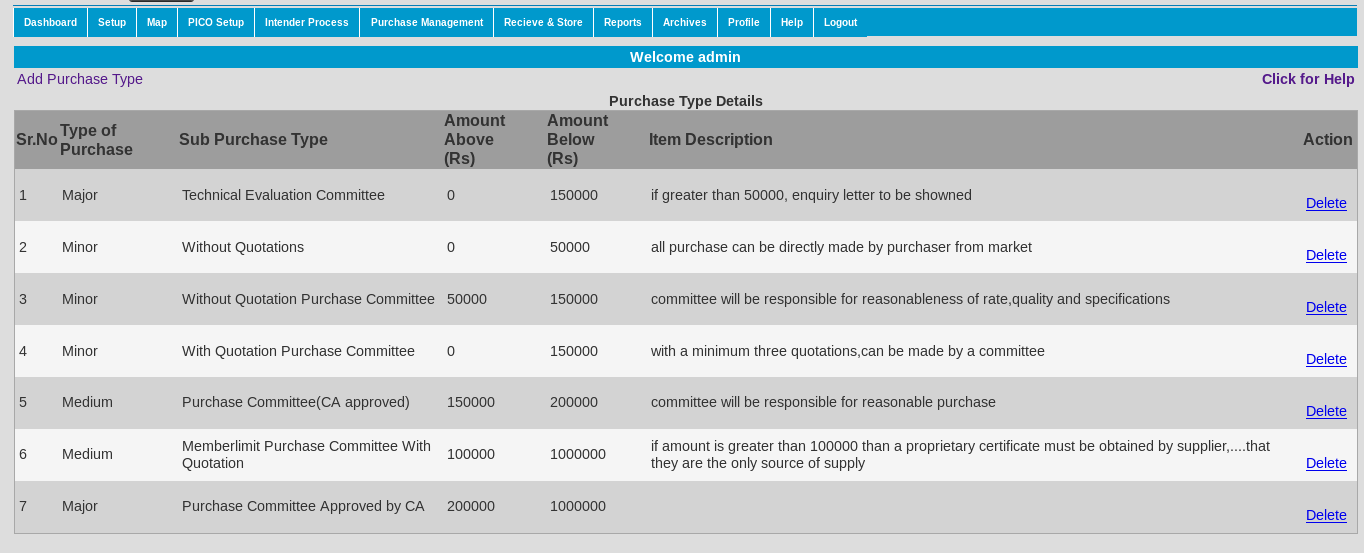 Dashboard Setup Map PICO Setup Intender Process Purchase Management Recieve & Store Reports Archives Profile Help Logout
Welcome admin
Add Purchase Type Click for Help
Purchase Type Details
Sr.No Type of Purchase Sub Purchase Type Amount Above (Rs) Amount Below (Rs) Item Description Action
1 Major Technical Evaluation Committee 0 150000 if greater than 50000, enquiry letter to be showned Delete
2 Minor Without Quotations 0 50000 all purchase can be directly made by purchaser from market Delete
3 Minor Without Quotation Purchase Committee 50000 150000 committee will be responsible for reasonableness of rate,quality and specifications Delete
4 Minor With Quotation Purchase Committee 0 150000 with a minimum three quotations,can be made by a committee Delete
5 Medium Purchase Committee(CA approved) 150000 200000 committee will be responsible for reasonable purchase Delete
6 Medium Memberlimit Purchase Committee With Quotation 100000 1000000 if amount is greater than 100000 than a proprietary certificate must be obtained by supplier,....that they are the only source of supply Delete
7 Major Purchase Committee Approved by CA 200000 1000000 Delete